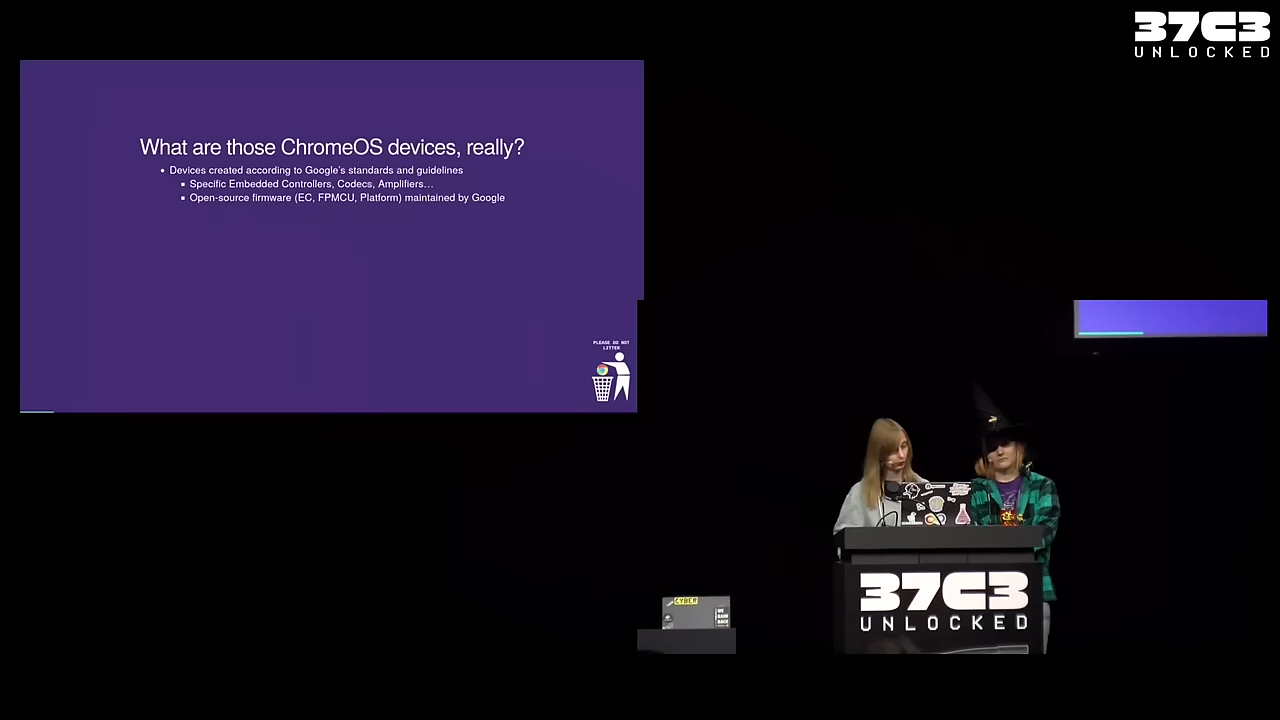 37C3
UNLOCKED
What are those ChromeOS devices, really?
Devices created according to Google's standards and guidelines
Specific Embedded Controllers, Codecs, Amplifiers…
Open-source firmware (EC, FPMCU, Platform) maintained by Google
PLEASE DO NOT
LITTER
CYBER
37C3
UNLOCKED